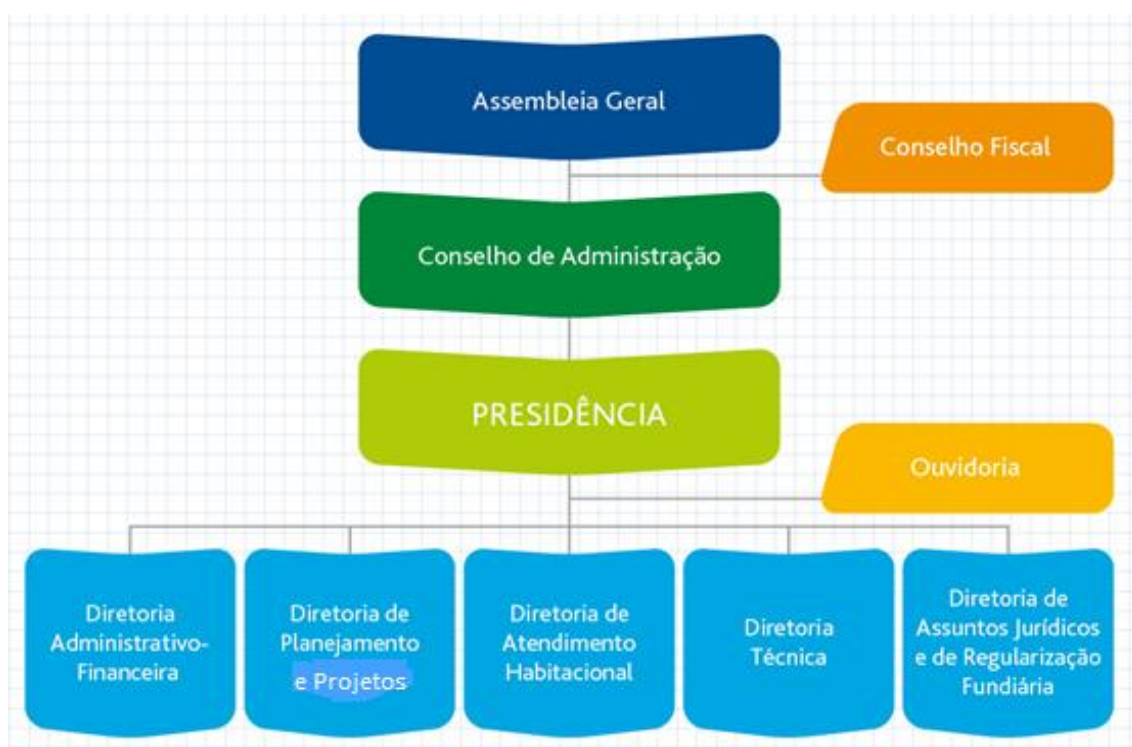 Assembleia Geral
Conselho Fiscal
Conselho de Administração
PRESIDÊNCIA
Ouvidoria
Diretoria
Administrativo-
Financeira
Diretoria de
Planejamento
e Projetos
Diretoria de
Atendimento
Habitacional
Diretoria
Técnica
Diretoria de
Assuntos Jurídicos
e de Regularização
Fundiária